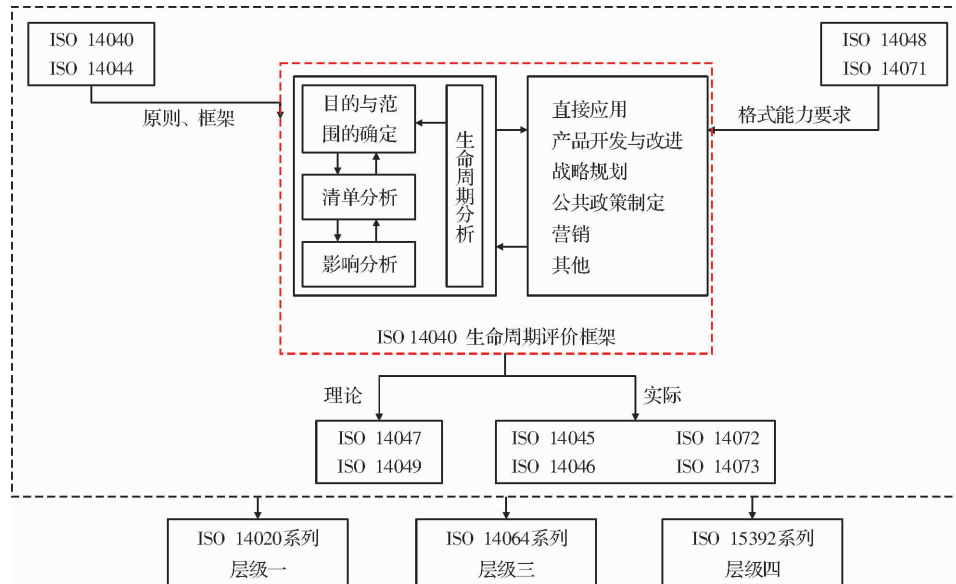 ISO 14040
ISO 14044
ISO 14048
ISO 14071
原则、框架
格式能力要求
目的与范
围的确定
清单分析
影响分析
生命周期分析
直接应用
产品开发与改进
战略规划
公共政策制定
营销
其他
ISO 14040 生命周期评价框架
理论
实际
ISO 14047
ISO 14049
ISO 14045 ISO 14072
ISO 14046 ISO 14073
ISO 14020系列
层级一
ISO 14064系列
层级三
ISO 15392系列
层级四